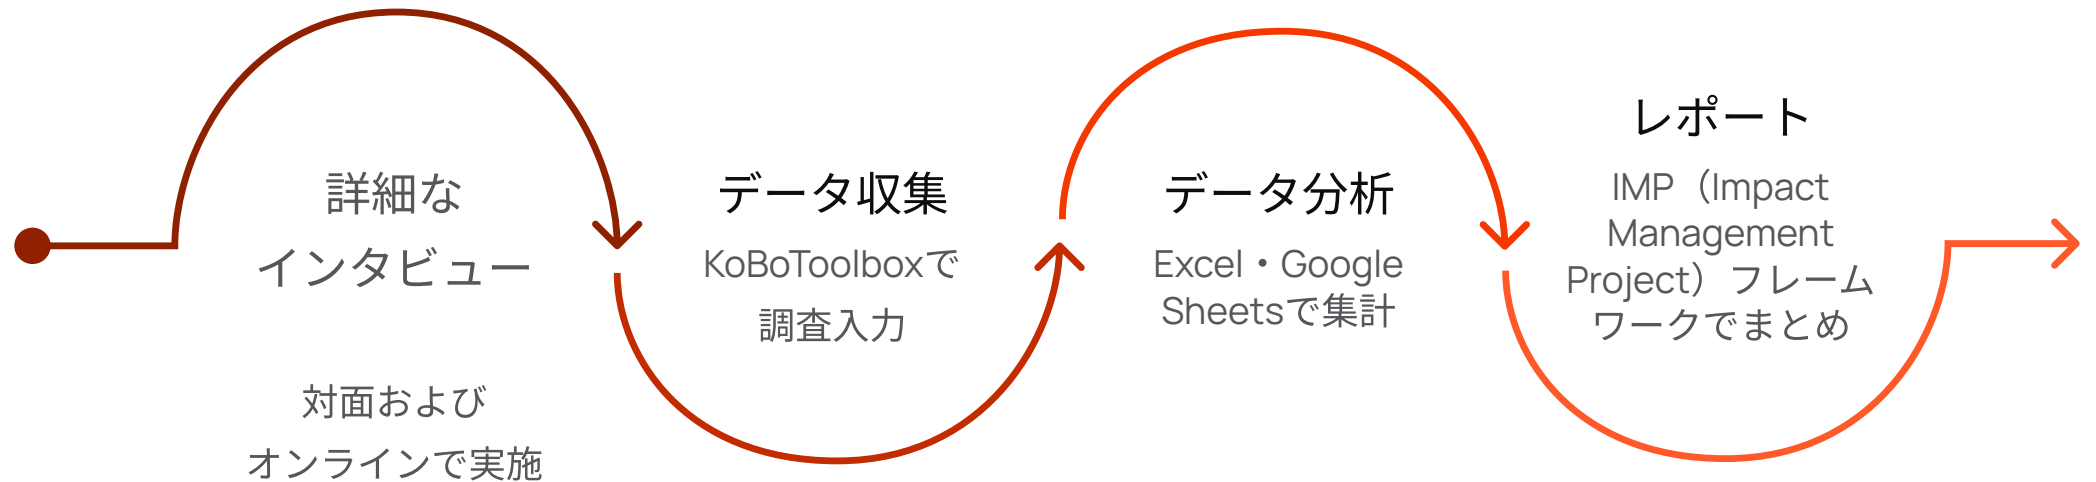 詳細な
インタビュー
対面および
オンラインで実施
データ収集
KoBoToolboxで
調査入力
データ分析
Excel・Google
Sheetsで集計
レポート
IMP（Impact
Management
Project）フレーム
ワークでまとめ